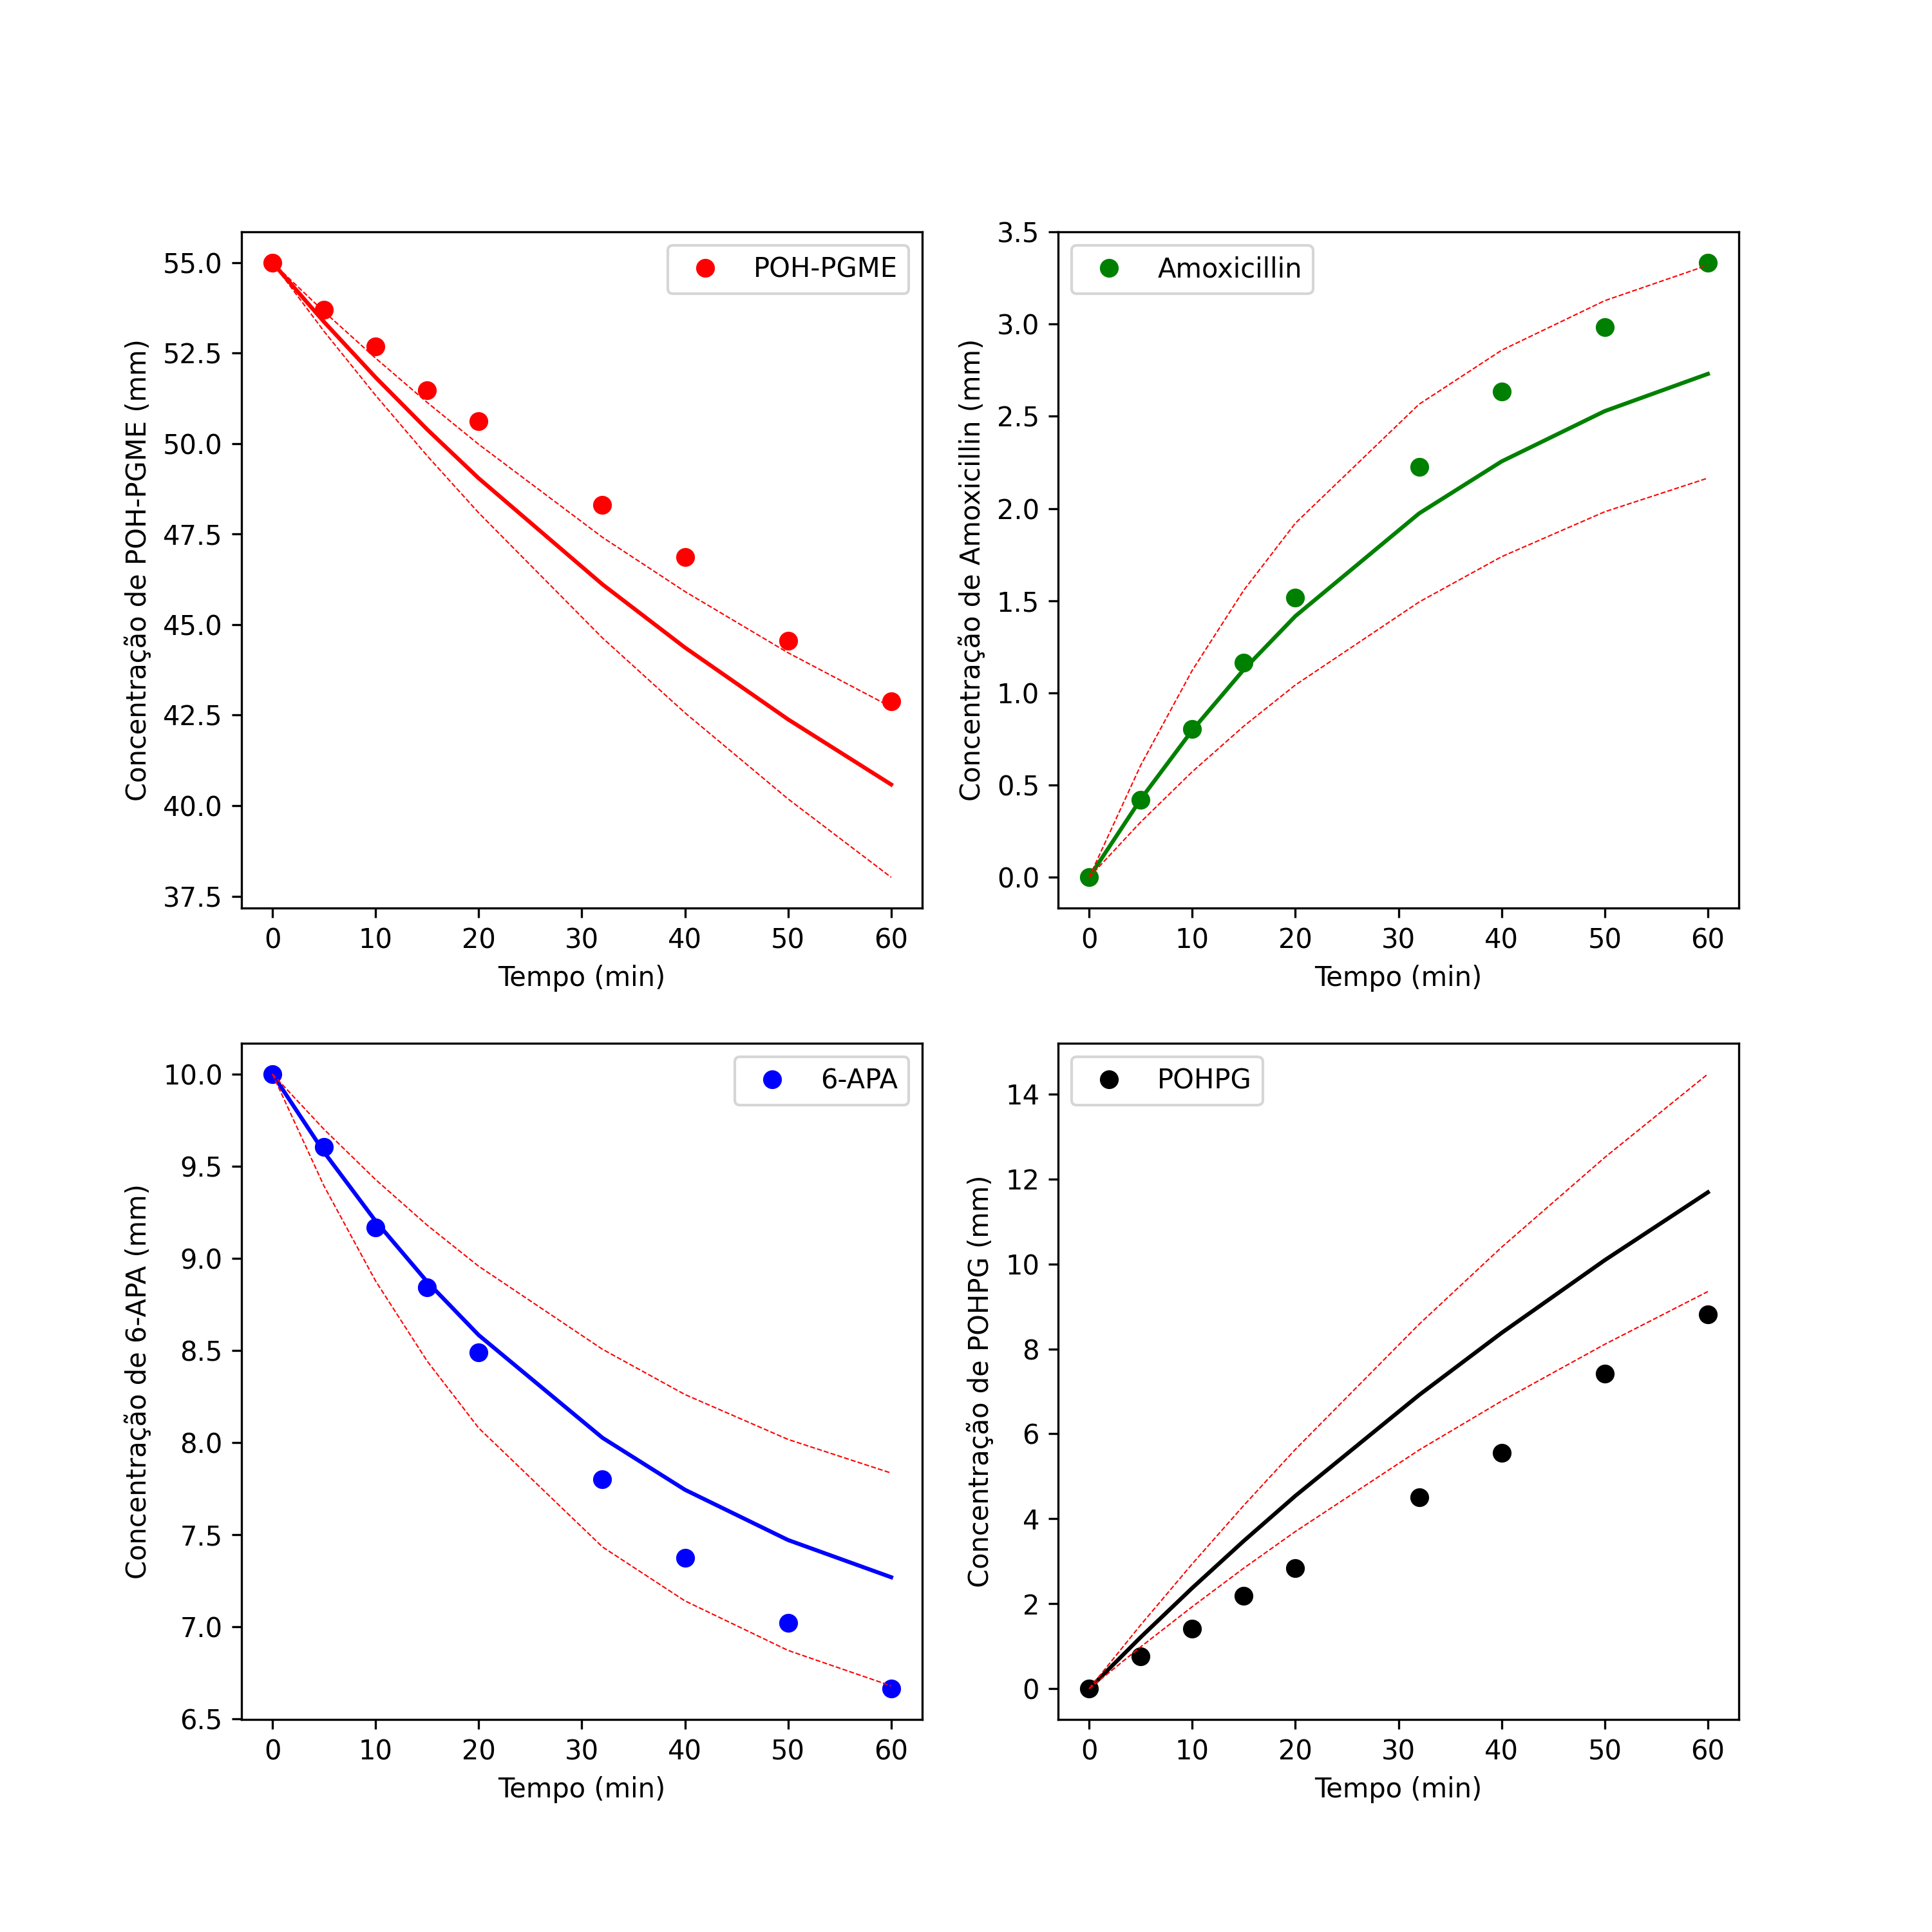 POH-PGME
55.0
52.5
50.0
47.5
45.0
42.5
40.0
37.5
Concentração de POH-PGME (mm)
0 10 20 30 40 50 60
Tempo (min)
Amoxicillin
3.5
3.0
2.5
2.0
1.5
1.0
0.5
0.0
Concentração de Amoxicillin (mm)
0 10 20 30 40 50 60
Tempo (min)
6-APA
10.0
9.5
9.0
8.5
8.0
7.5
7.0
6.5
Concentração de 6-APA (mm)
0 10 20 30 40 50 60
Tempo (min)
POHPG
14
12
10
8
6
4
2
0
Concentração de POHPG (mm)
0 10 20 30 40 50 60
Tempo (min)